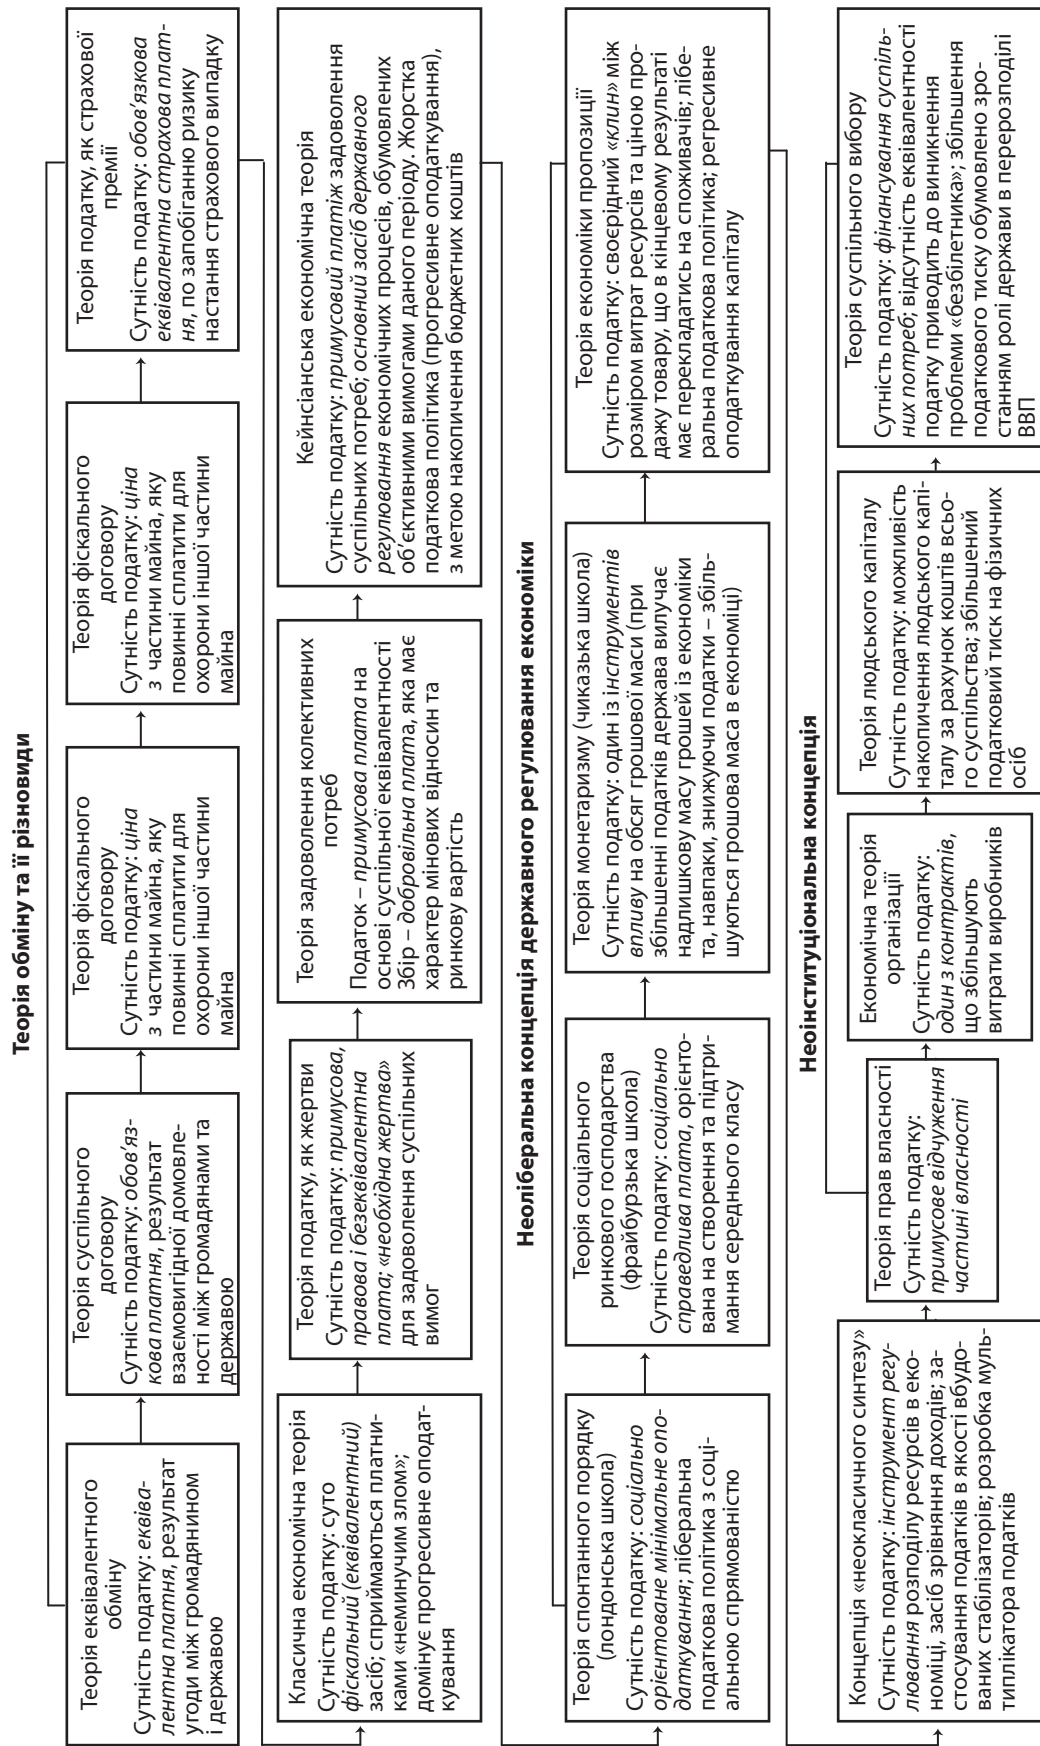 Теорія обміну та її різновиди
Теорія еквівалентного
обміну
Сутність податку: еквіва-
лентна платня, результат
угоди між громадянином
і державою
Теорія суспільного
договору
Сутність податку: обов'яз-
кова платня, результат
взаємовигідної домовле-
ності між громадянами та
державою
Теорія фіскального
договору
Сутність податку: ціна
з частини майна, яку
повинні сплатити для
охорони іншої частини
майна
Теорія фіскального
договору
Сутність податку: ціна
з частини майна, яку
повинні сплатити для
охорони іншої частини
майна
Теорія податку, як страхової
премії
Сутність податку: обов'язкова
еквівалентна страхова плат-
ня, по запобіганню ризику
настання страхового випадку
Класична економічна теорія
Сутність податку: суто
фіскальний (еквівалентний)
засіб; сприймаються платни-
ками «неминучим злом»;
домінує прогресивне оподат-
кування
Теорія податку, як жертви
Сутність податку: примусова,
правова і безеквівалентна
плата; «необхідна жертва»
для задоволення суспільних
вимог
Теорія задоволення колективних
потреб
Податок – примусова плата на
основі суспільної еквівалентності
Збір – добровільна плата, яка має
характер мінових відносин та
ринкову вартість
Кейнсіанська економічна теорія
Сутність податку: примусовий платіж задоволення
суспільних потреб; основний засіб державного
регулювання економічних процесів, обумовлених
об’єктивними вимогами даного періоду. Жорстка
податкова політика (прогресивне оподаткування),
з метою накопичення бюджетних коштів
Неоліберальна концепція державного регулювання економіки
Теорія спонтанного порядку
(лондонська школа)
Сутність податку: соціально
орієнтоване мінімальне опо-
даткування; ліберальна
податкова політика з соці-
альною спрямованістю
Теорія соціального
ринкового господарства
(фрайбурзька школа)
Сутність податку: соціально
справедлива плата, орієнто-
вана на створення та підтри-
мання середнього класу
Теорія монетаризму (чиказька школа)
Сутність податку: один із інструментів
впливу на обсяг грошової маси (при
збільшенні податків держава вилучає
надлишкову масу грошей із економіки
та, навпаки, знижуючи податки – збіль-
шуються грошова маса в економіці)
Теорія економіки пропозиції
Сутність податку: своєрідний «клин» між
розміром витрат ресурсів та ціною про-
дажу товару, що в кінцевому результаті
має перекладатись на споживачів; лібе-
ральна податкова політика; регресивне
оподаткування капіталу
Неоінституціональна концепція
Концепція «неокласичного синтезу»
Сутність податку: інструмент регу-
лювання розподілу ресурсів в еко-
номіці, засіб зрівняння доходів; за-
стосування податків в якості вбудо-
ваних стабілізаторів; розробка муль-
типлікатора податків
Теорія прав власності
Сутність податку:
примусове відчуження
частини власності
Економічна теорія
організації
Сутність податку:
один з контрактів,
що збільшують
витрати виробників
Теорія людського капіталу
Сутність податку: можливість
накопичення людського капі-
талу за рахунок коштів всьо-
го суспільства; збільшений
податковий тиск на фізичних
осіб
Теорія суспільного вибору
Сутність податку: фінансування суспіль-
них потреб; відсутність еквівалентності
податку приводить до виникнення
проблеми «безбілетника»; збільшення
податкового тиску обумовлено зро-
станням ролі держави в перерозподілі
ВВП